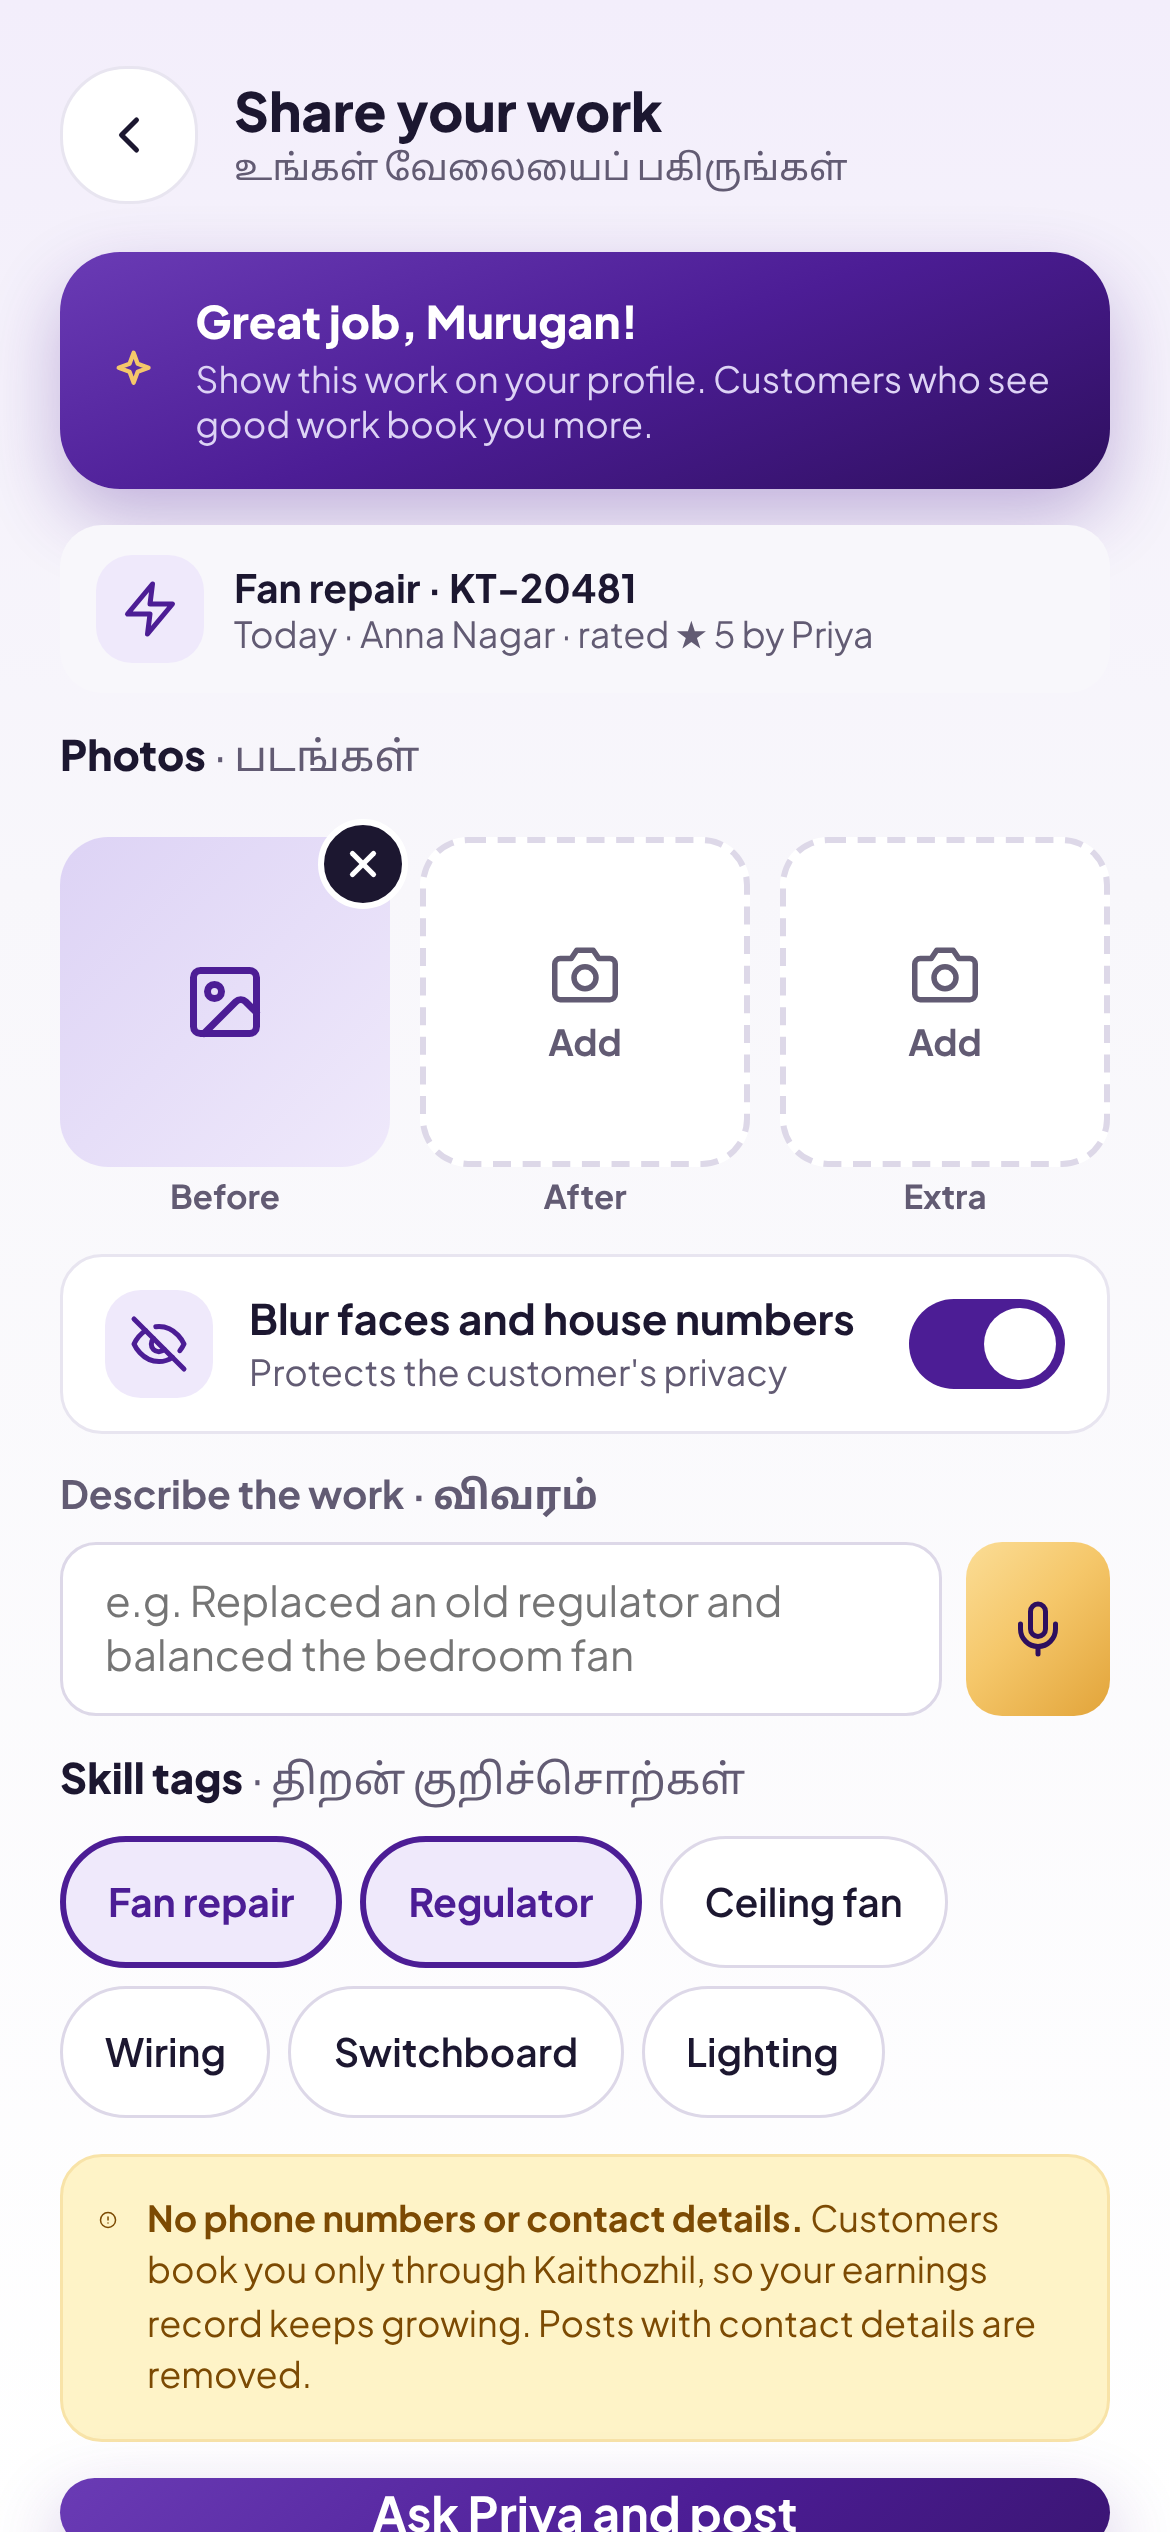 Share your work
உங்கள் வேலையைப் பகிருங்கள்
Great job, Murugan!
Show this work on your profile. Customers who see
good work book you more.
Fan repair · KT-20481
Today · Anna Nagar · rated ★ 5 by Priya
Photos · படங்கள்
Add
Add
Before
After
Extra
Blur faces and house numbers
Protects the customer's privacy
Describe the work · விவரம்
e.g. Replaced an old regulator and
balanced the bedroom fan
Skill tags · திறன் குறிச்சொற்கள்
Fan repair
Regulator
Ceiling fan
Wiring
Switchboard
Lighting
No phone numbers or contact details. Customers
book you only through Kaithozhil, so your earnings
record keeps growing. Posts with contact details are
removed.
Ask Priya and post